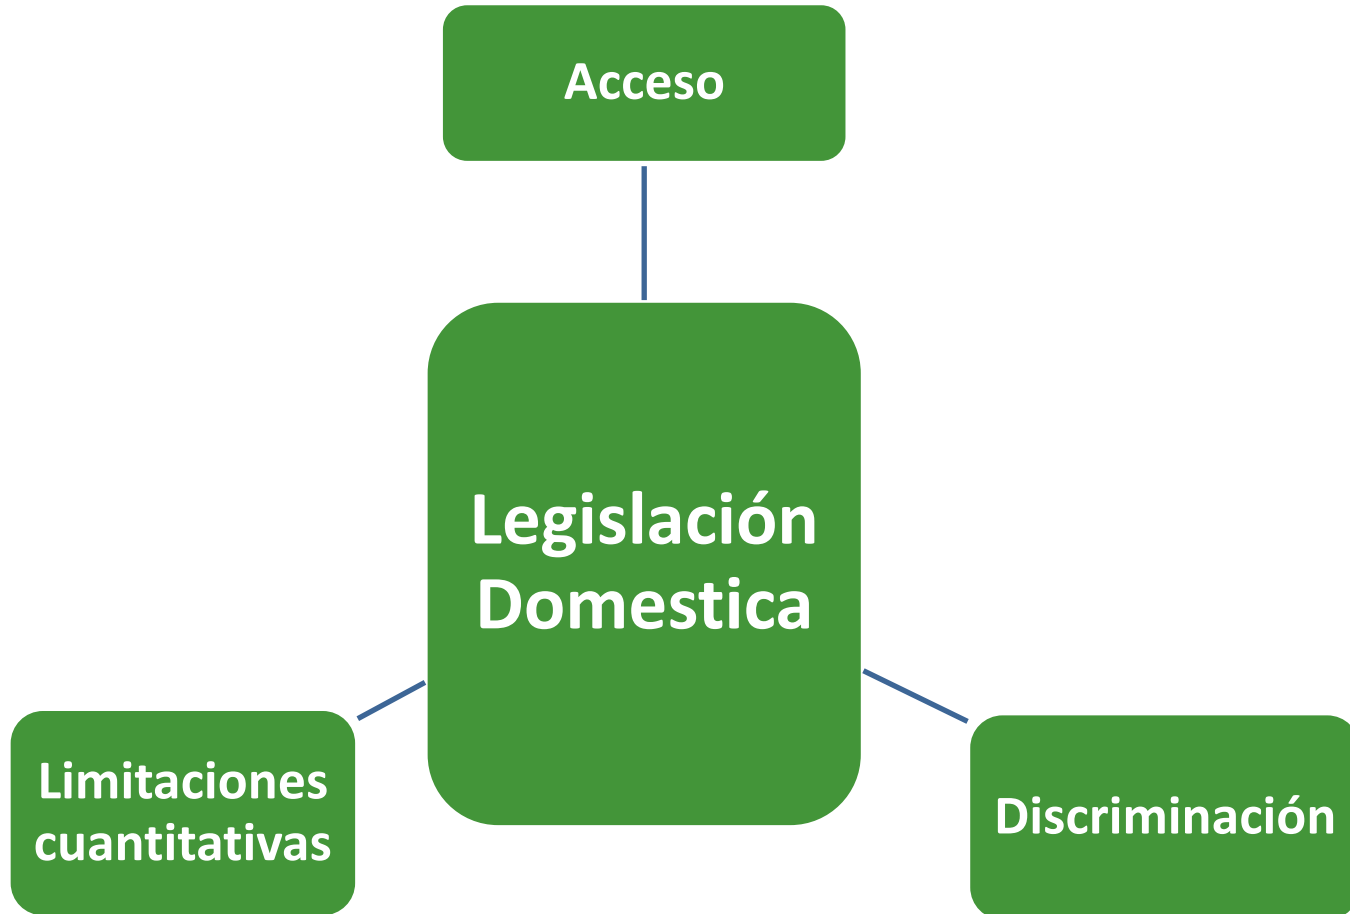 Acceso
Legislación
Domestica
Limitaciones
cuantitativas
Discriminación